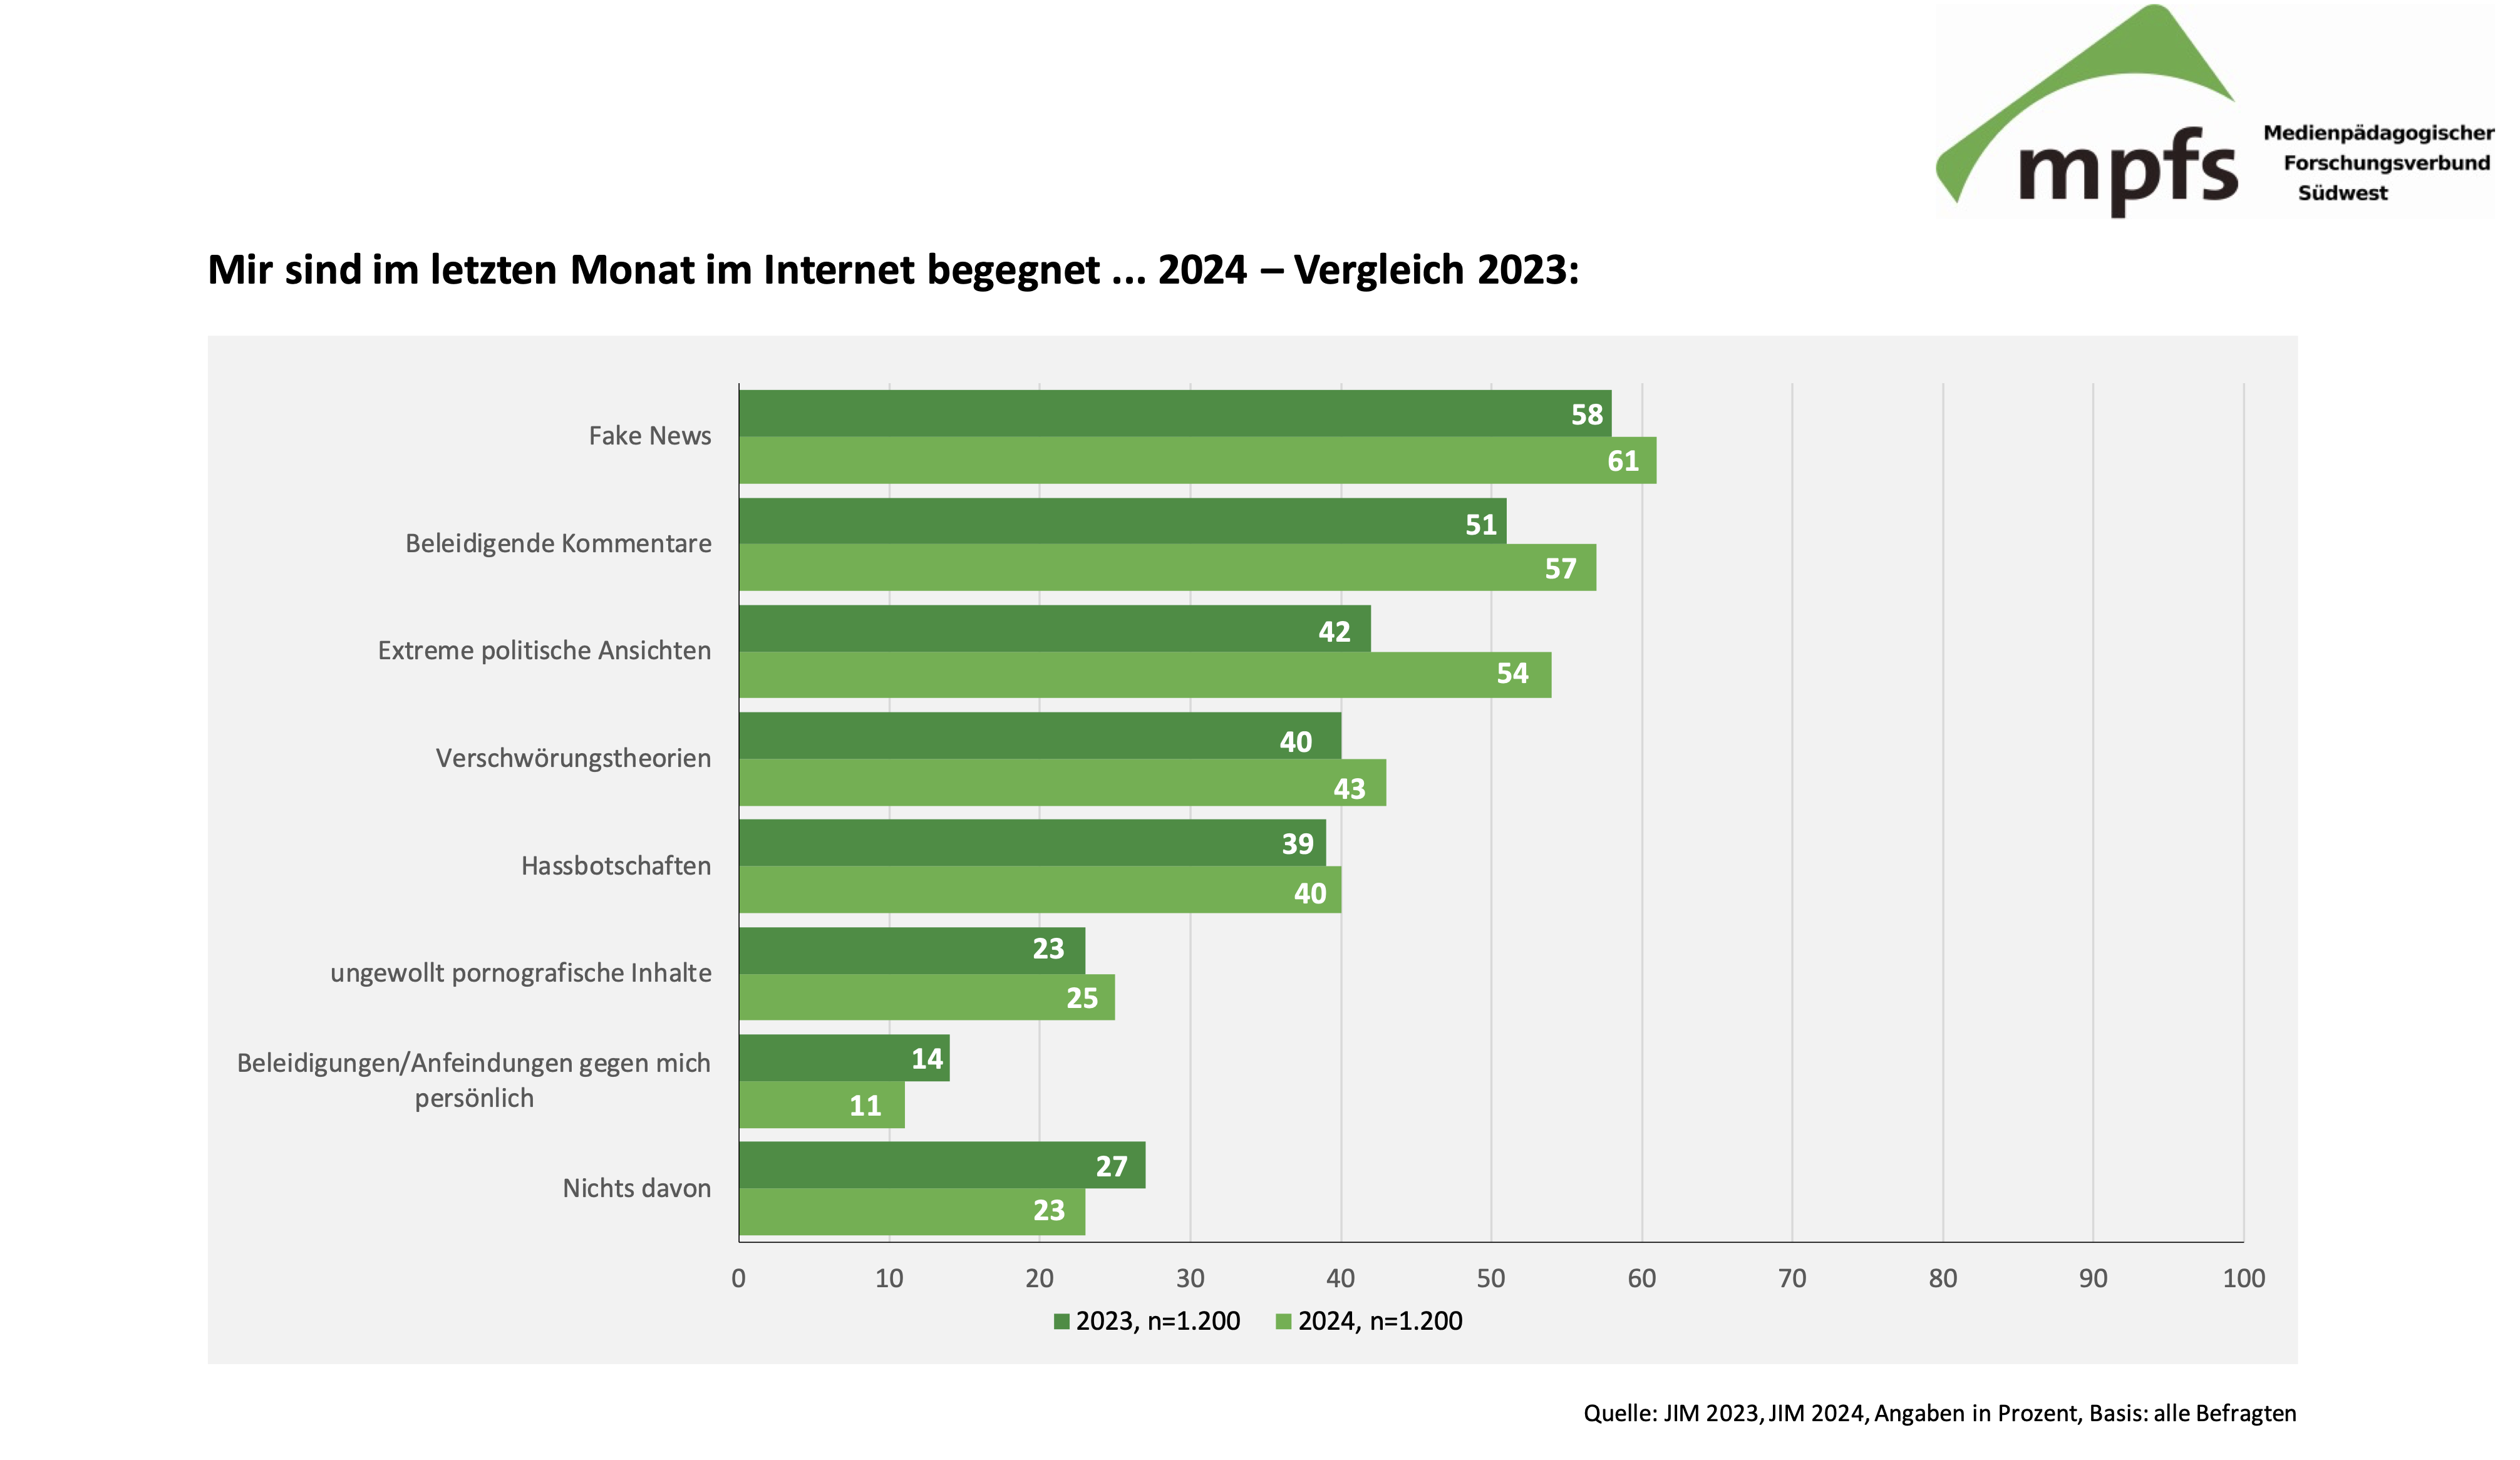 mpfs
Medienpädagogischer
Forschungsverbund
Südwest
Mir sind im letzten Monat im Internet begegnet ... 2024 – Vergleich 2023:
Fake News
58
61
Beleidigende Kommentare
51
57
Extreme politische Ansichten
42
54
Verschwörungstheorien
40
43
Hassbotschaften
39
40
ungewollt pornografische Inhalte
23
25
Beleidigungen/Anfeindungen gegen mich
persönlich
14
11
Nichts davon
27
23
0 10 20 30 40 50 60 70 80 90 100
2023, n=1.200 2024, n=1.200
Quelle: JIM 2023, JIM 2024, Angaben in Prozent, Basis: alle Befragten